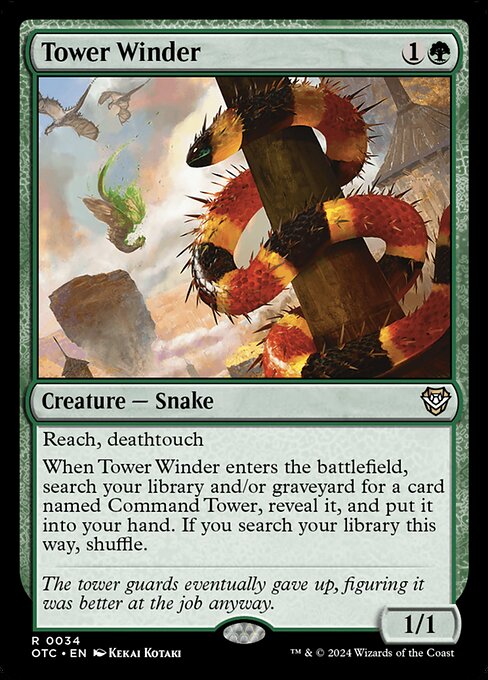 Tower Winder 1
Creature — Snake
Reach, deathtouch
When Tower Winder enters the battlefield,
search your library and/or graveyard for a card
named Command Tower, reveal it, and put it
into your hand. If you search your library this
way, shuffle.
The tower guards eventually gave up, figuring it
was better at the job anyway.
1/1
R 0034
OTC • EN Kekai Kotaki
™ & © 2024 Wizards of the Coast